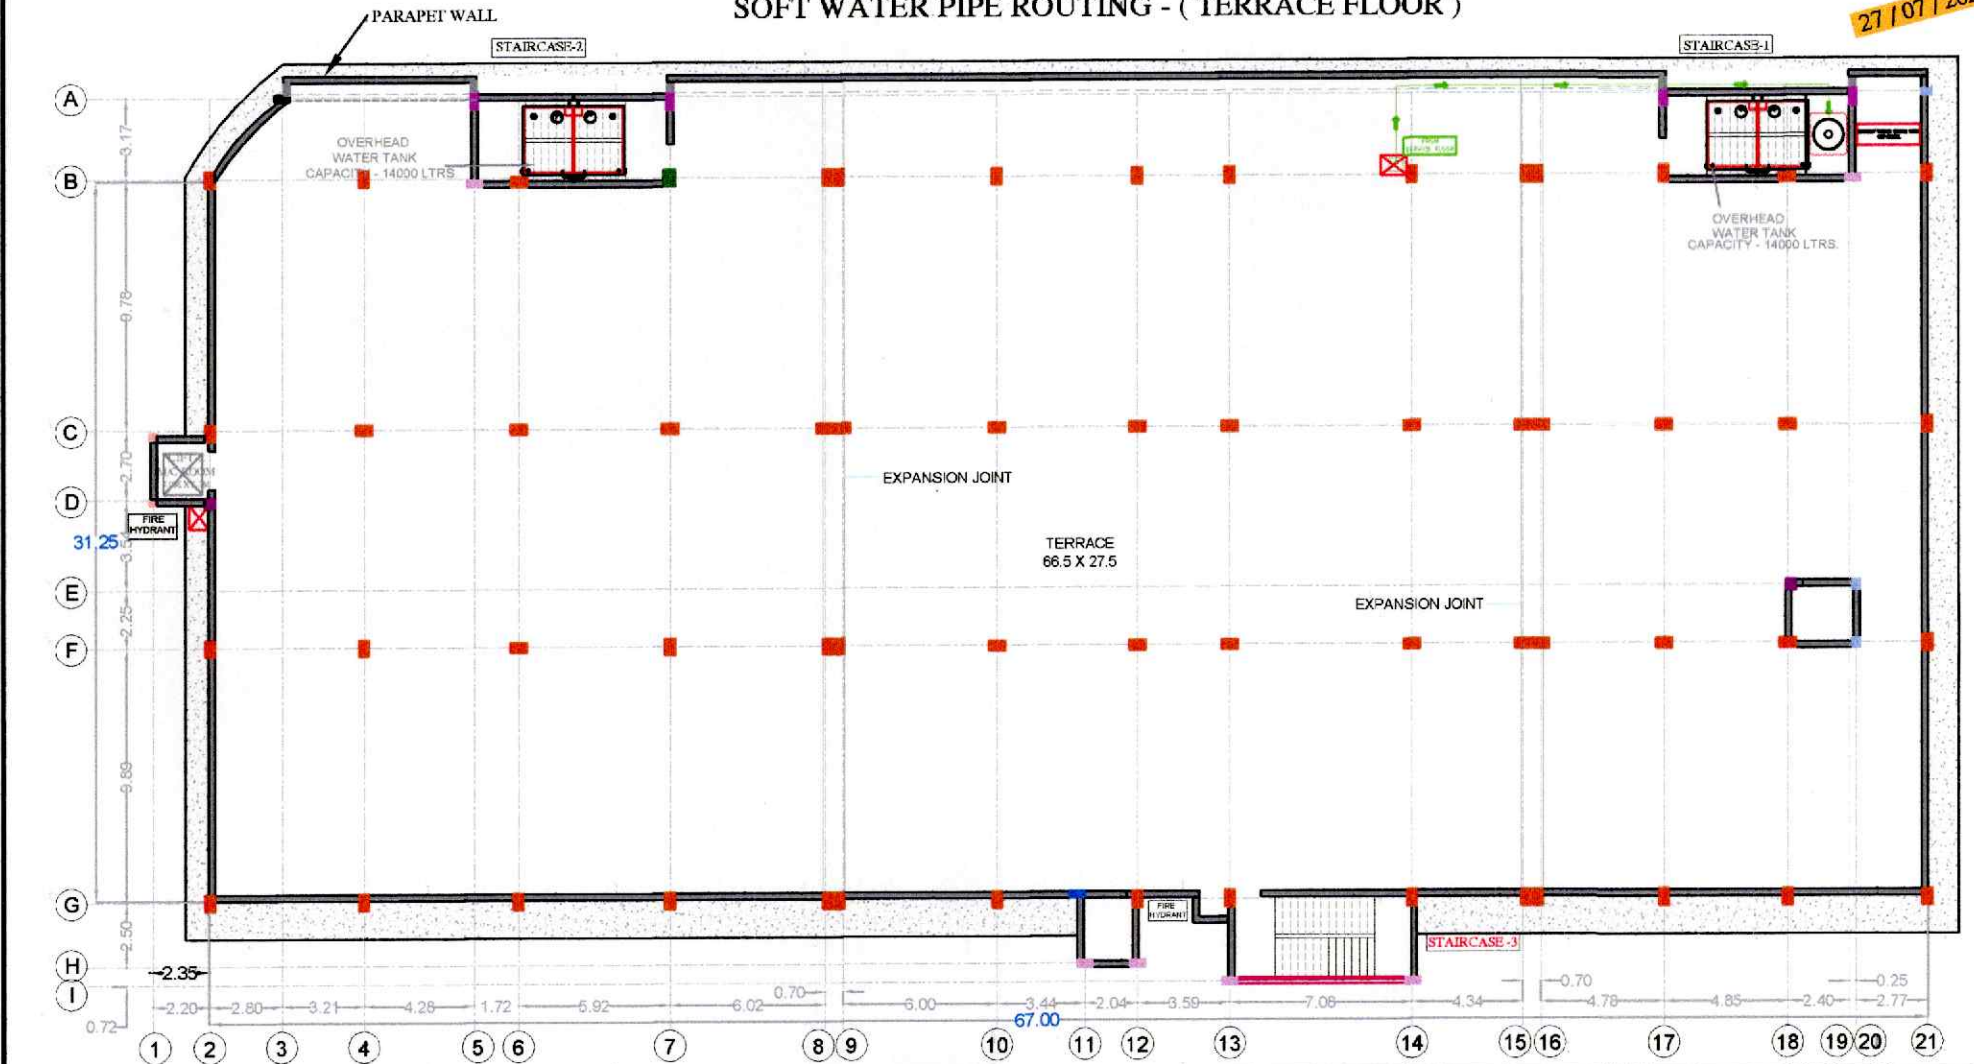 SOFT WATER PIPE ROUTING - ( TERRACE FLOOR )
27 / 07 /
PARAPET WALL
STAIRCASE-2
STAIRCASE-1
A
B
C
D
E
F
G
H
I
3.17
9.78
2.70
2.25
9.89
2.50
0.72
31.25
OVERHEAD
WATER TANK
CAPACITY - 14000 LTRS
OVERHEAD
WATER TANK
CAPACITY - 14000 LTRS.
FIRE
HYDRANT
EXPANSION JOINT
TERRACE
66.5 X 27.5
EXPANSION JOINT
FIRE
HYDRANT
STAIRCASE -3
2.35
2.20
2.80
3.21
4.28
1.72
5.92
6.02
0.70
6.00
3.44
2.04
3.59
7.08
4.34
0.70
4.78
4.85
2.40
0.25
2.77
67.00
1 2 3 4 5 6 7 8 9 10 11 12 13 14 15 16 17 18 19 20 21